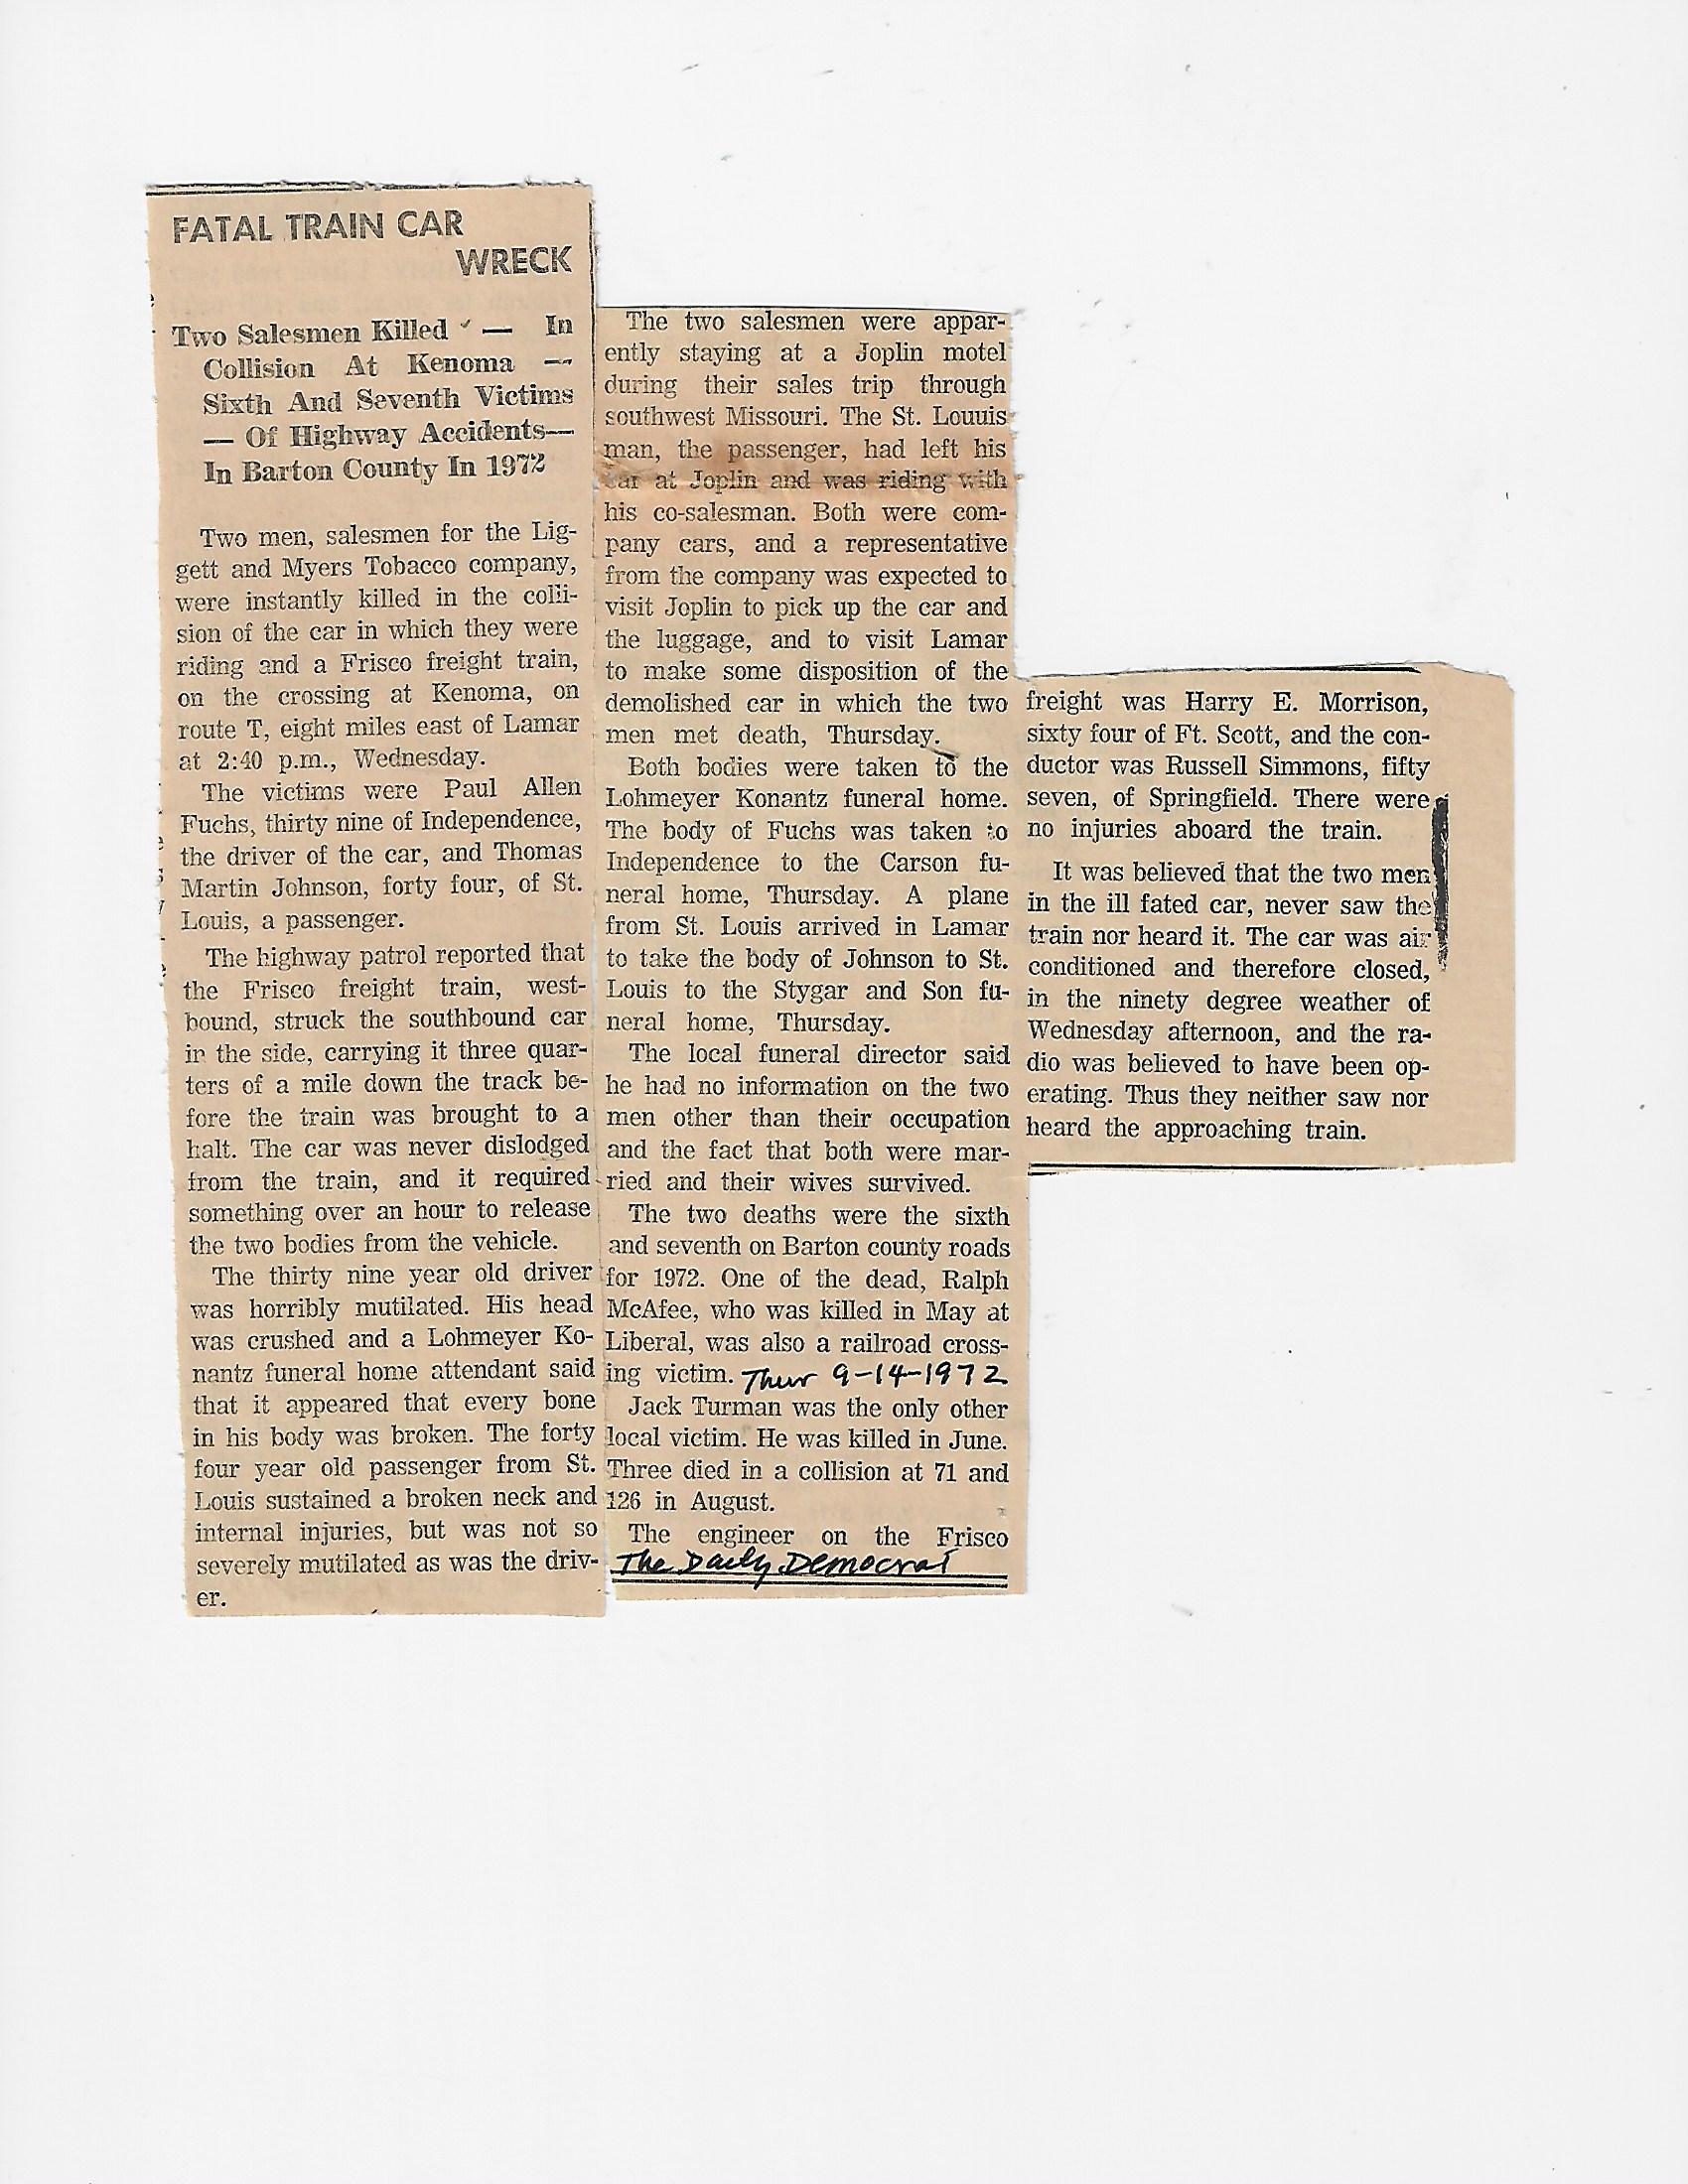 FATAL TRAIN CAR
WRECK
Two Salesmen Killed — In
Collision At Kenoma —
Sixth And Seventh Victims
— Of Highway Accidents—
In Barton County In 1972
Two men, salesmen for the Lig-
gett and Myers Tobacco company,
were instantly killed in the colli-
sion of the car in which they were
riding and a Frisco freight train,
on the crossing at Kenoma, on
route T, eight miles east of Lamar
at 2:40 p.m., Wednesday.
The victims were Paul Allen
Fuchs, thirty nine of Independence,
the driver of the car, and Thomas
Martin Johnson, forty four, of St.
Louis, a passenger.
The highway patrol reported that
the Frisco freight train, west-
bound, struck the southbound car
in the side, carrying it three quar-
ters of a mile down the track be-
fore the train was brought to a
halt. The car was never dislodged
from the train, and it required
something over an hour to release
the two bodies from the vehicle.
The thirty nine year old driver
was horribly mutilated. His head
was crushed and a Lohmeyer Ko-
nantz funeral home attendant said
that it appeared that every bone
in his body was broken. The forty
four year old passenger from St.
Louis sustained a broken neck and
internal injuries, but was not so
severely mutilated as was the driv-
er.
The two salesmen were appar-
ently staying at a Joplin motel
during their sales trip through
southwest Missouri. The St. Louuis
man, the passenger, had left his
car at Joplin and was riding with
his co-salesman. Both were com-
pany cars, and a representative
from the company was expected to
visit Joplin to pick up the car and
the luggage, and to visit Lamar
to make some disposition of the
demolished car in which the two
men met death, Thursday.
Both bodies were taken to the
Lohmeyer Konantz funeral home.
The body of Fuchs was taken to
Independence to the Carson fu-
neral home, Thursday. A plane
from St. Louis arrived in Lamar
to take the body of Johnson to St.
Louis to the Stygar and Son fu-
neral home, Thursday.
The local funeral director said
he had no information on the two
men other than their occupation
and the fact that both were mar-
ried and their wives survived.
The two deaths were the sixth
and seventh on Barton county roads
for 1972. One of the dead, Ralph
McAfee, who was killed in May at
Liberal, was also a railroad cross-
ing victim. Thur 9-14-1972
Jack Turman was the only other
local victim. He was killed in June.
Three died in a collision at 71 and
126 in August.
The engineer on the Frisco
The Daily Democrat
freight was Harry E. Morrison,
sixty four of Ft. Scott, and the con-
ductor was Russell Simmons, fifty
seven, of Springfield. There were
no injuries aboard the train.
It was believed that the two men
in the ill fated car, never saw the
train nor heard it. The car was air
conditioned and therefore closed,
in the ninety degree weather of
Wednesday afternoon, and the ra-
dio was believed to have been op-
erating. Thus they neither saw nor
heard the approaching train.